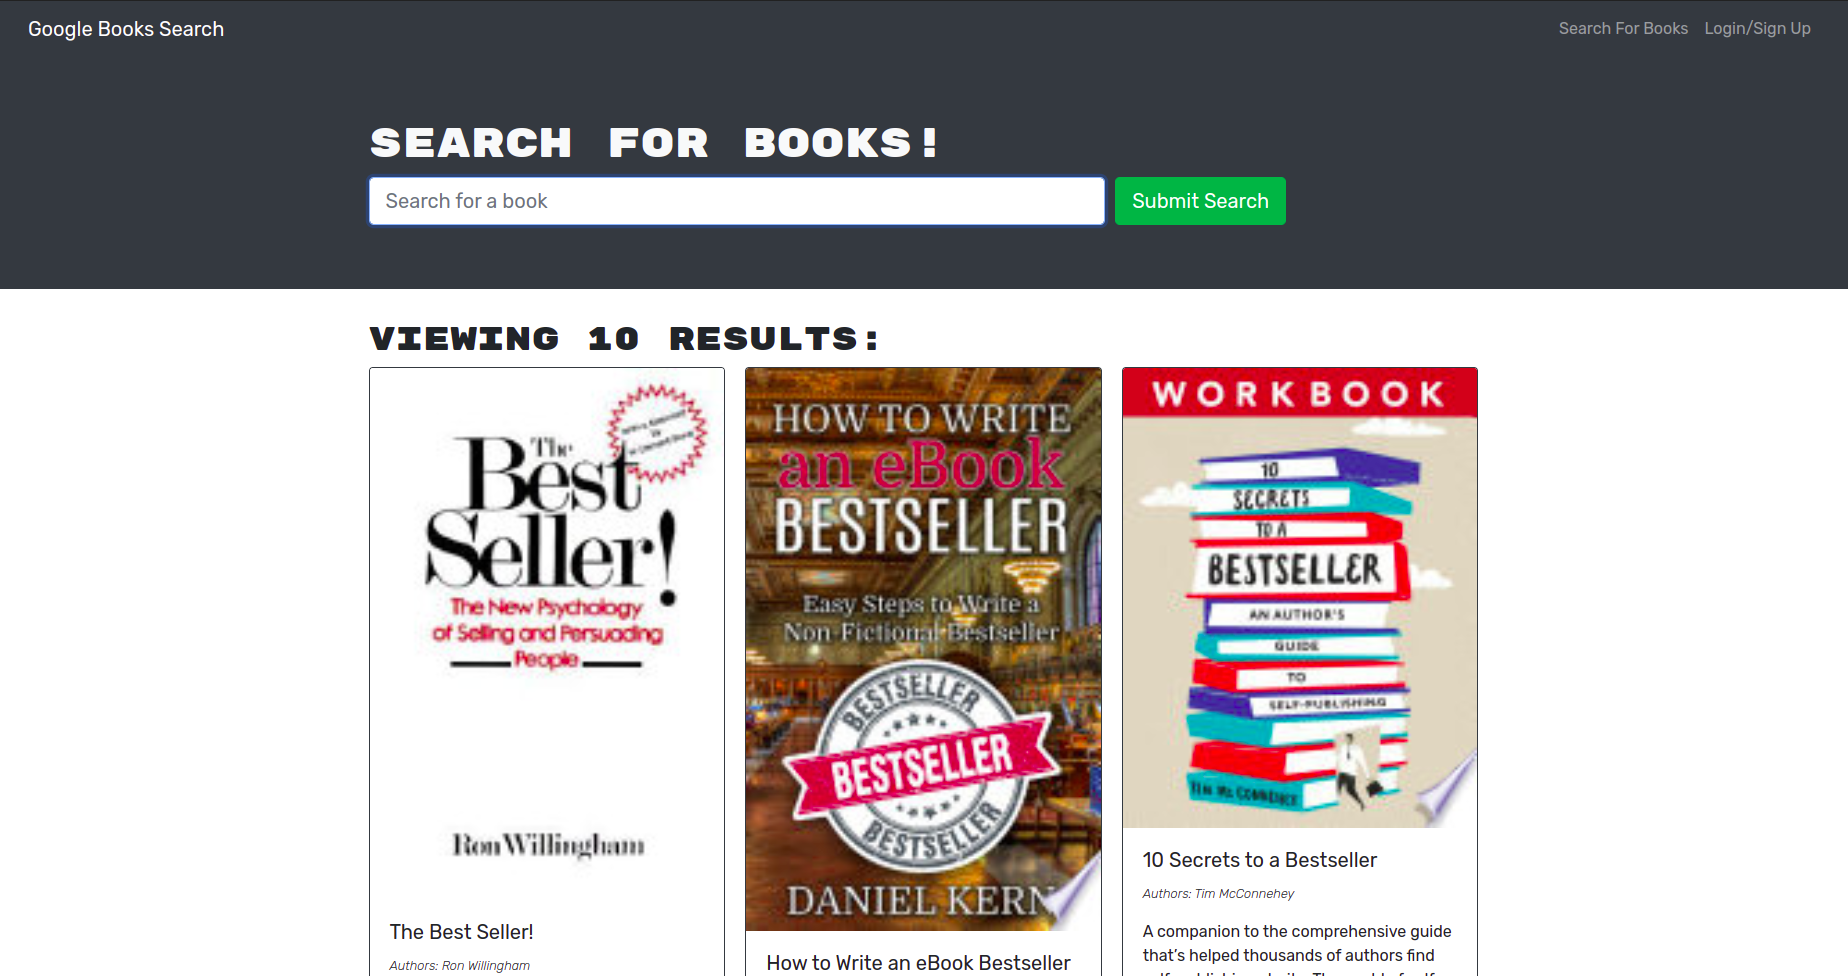 Google Books Search
Search For Books
Login/Sign Up
SEARCH FOR BOOKS!
Search for a book
Submit Search
VIEWING 10 RESULTS:
The
Best
Seller!
The New Psychology
of Selling and Persuading
People
Ron Willingham
The Best Seller!
Authors: Ron Willingham
HOW TO WRITE
an eBook
BESTSELLER
Easy Steps to Write a
Non-Fictional Bestseller
BESTSELLER
BESTSELLER
BESTSELLER
DANIEL KERN
How to Write an eBook Bestseller
WORKBOOK
10
SECRETS
TO A
BESTSELLER
AN AUTHOR'S
GUIDE
TO
SELF-PUBLISHING
TIM MC CONNEHEY
10 Secrets to a Bestseller
Authors: Tim McConnehey
A companion to the comprehensive guide
that’s helped thousands of authors find